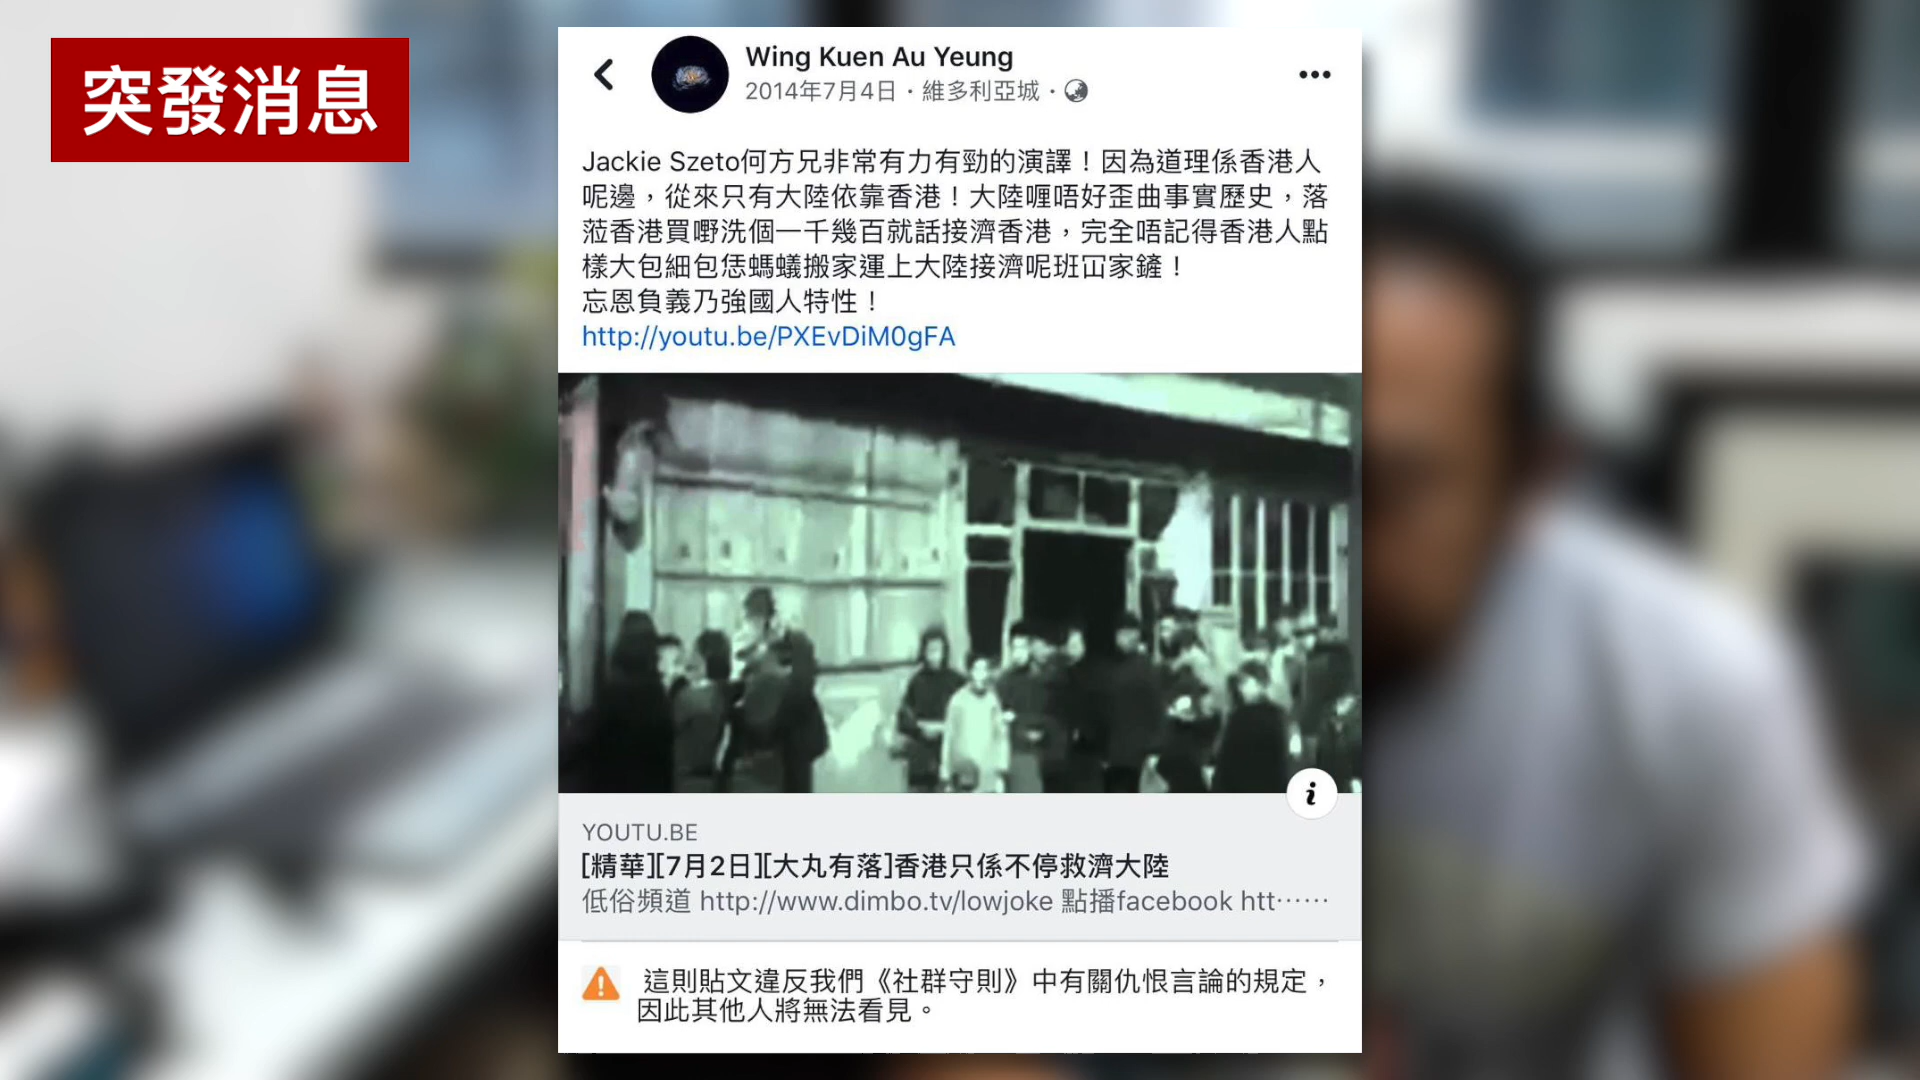 突發消息
Wing Kuen Au Yeung
2014年7月4日・維多利亞城・
Jackie Szeto何方兄非常有力有勁的演譯！因為道理係香港人
呢邊，從來只有大陸依靠香港！大陸喱唔好歪曲事實歷史，落
蒞香港買嘢洗個一千幾百就話接濟香港，完全唔記得香港人點
樣大包細包恁螞蟻搬家運上大陸接濟呢班冚家鏟！
忘恩負義乃強國人特性！
http://youtu.be/PXEvDiM0gFA
YOUTU.BE
[精華][7月2日][大丸有落]香港只係不停救濟大陸
低俗頻道 http://www.dimbo.tv/lowjoke 點播facebook htt⋯⋯
這則貼文違反我們《社群守則》中有關仇恨言論的規定，
因此其他人將無法看見。